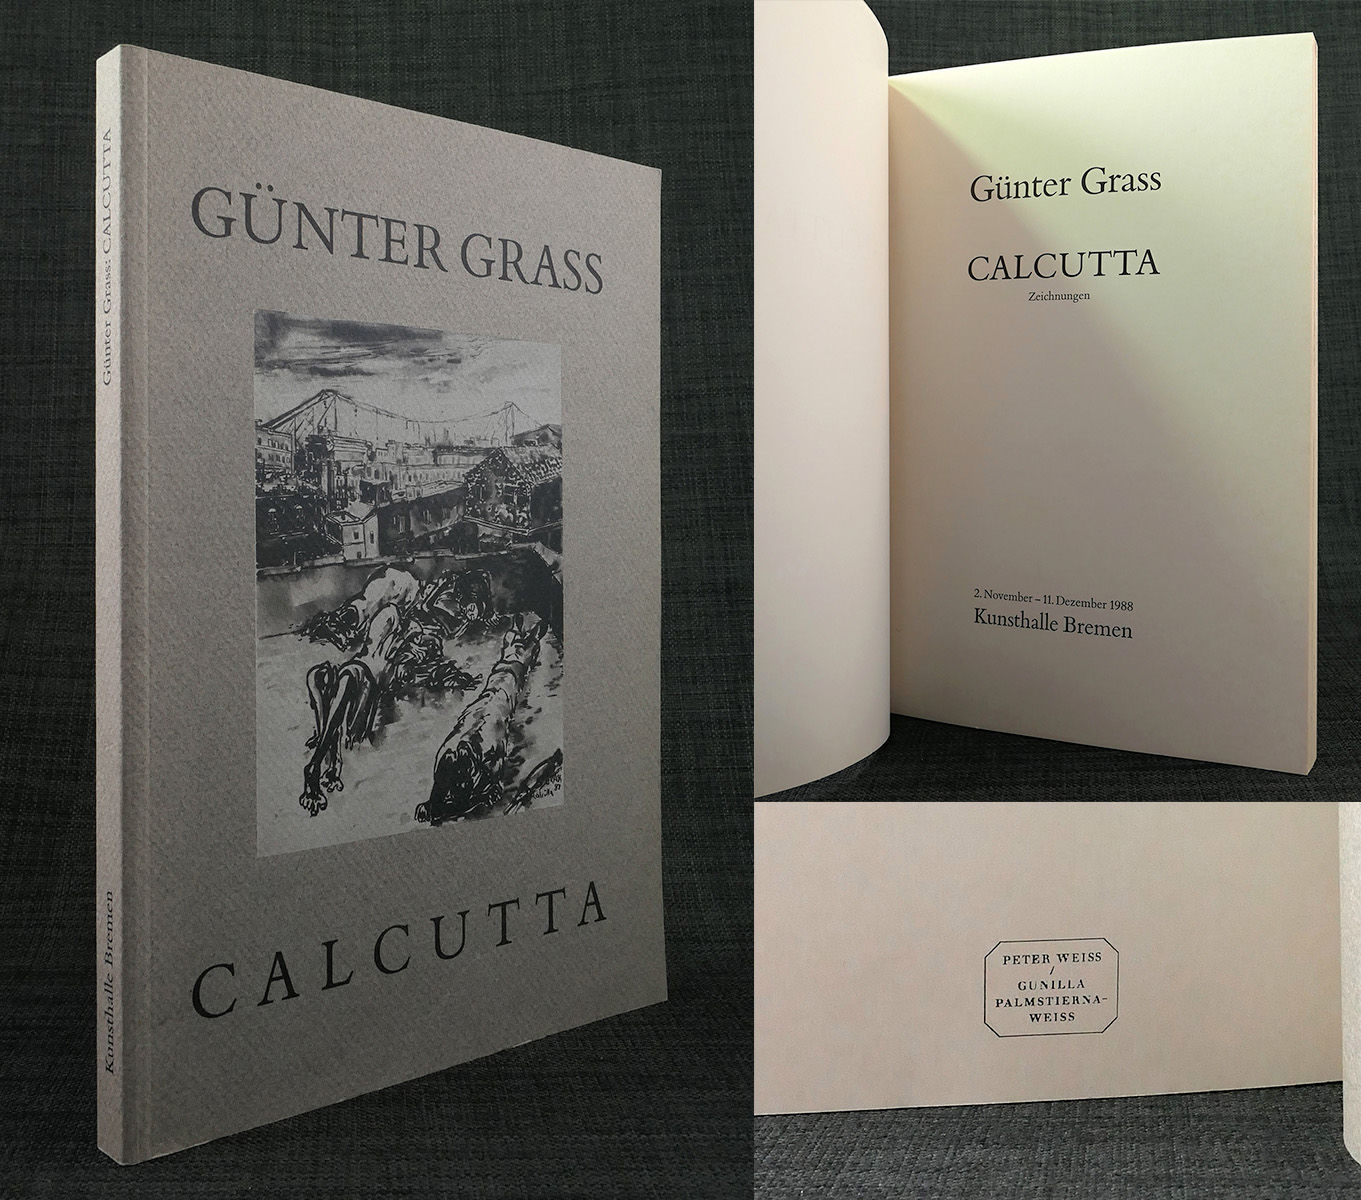 GÜNTER GRASS
CALCUTTA
Günter Grass: CALCUTTA
Kunsthalle Bremen
Günter Grass
CALCUTTA
Zeichnungen
2. November – 11. Dezember 1988
Kunsthalle Bremen
PETER WEISS
/
GUNILLA
PALMSTIERNA-
WEISS